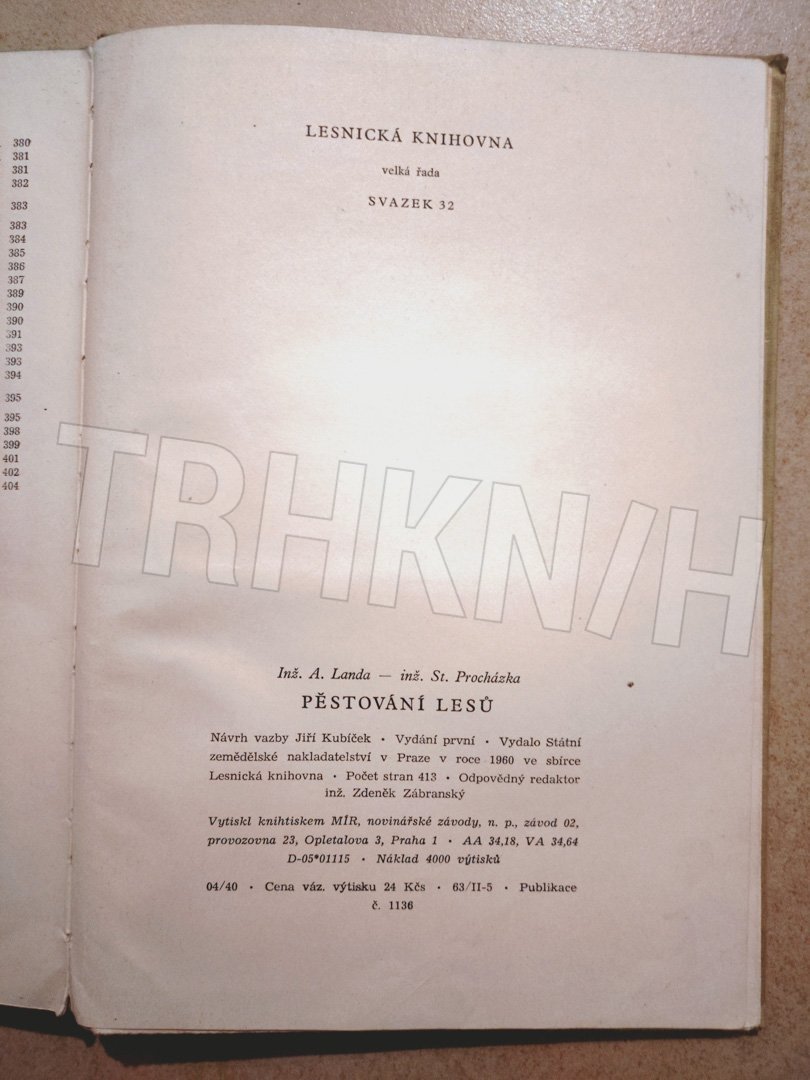 380
381
381
382
383
383
384
385
386
387
389
390
390
391
393
393
394
395
395
398
399
401
402
404
LESNICKÁ KNIHOVNA
velká řada
SVAZEK 32
TRHKN/H
Inž. A. Landa — inž. St. Procházka
PĚSTOVÁNÍ LESŮ
Návrh vazby Jiří Kubíček • Vydání první • Vydalo Státní
zemědělské nakladatelství v Praze v roce 1960 ve sbírce
Lesnická knihovna • Počet stran 413 • Odpovědný redaktor
inž. Zdeněk Zábranský
Vytiskl knihtiskem MÍR, novinářské závody, n. p., závod 02,
provozovna 23, Opletalova 3, Praha 1 • AA 34,18, VA 34,64
D-05*01115 • Náklad 4000 výtisků
04/40 • Cena váz. výtisku 24 Kčs • 63/II-5 • Publikace
č. 1136